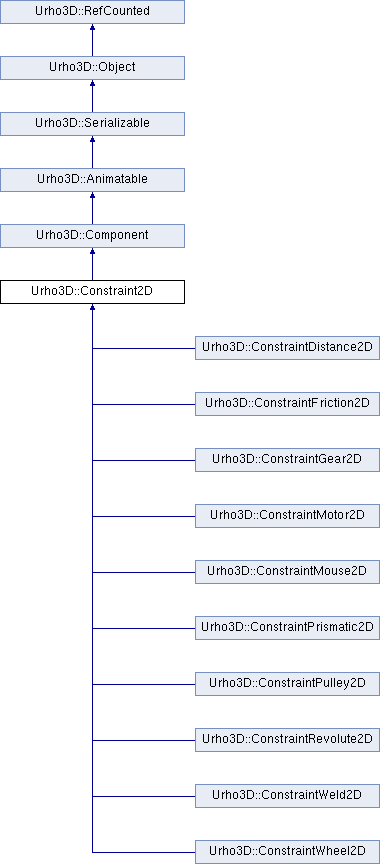 Urho3D::RefCounted
Urho3D::Object
Urho3D::Serializable
Urho3D::Animatable
Urho3D::Component
Urho3D::Constraint2D
Urho3D::ConstraintDistance2D
Urho3D::ConstraintFriction2D
Urho3D::ConstraintGear2D
Urho3D::ConstraintMotor2D
Urho3D::ConstraintMouse2D
Urho3D::ConstraintPrismatic2D
Urho3D::ConstraintPulley2D
Urho3D::ConstraintRevolute2D
Urho3D::ConstraintWeld2D
Urho3D::ConstraintWheel2D